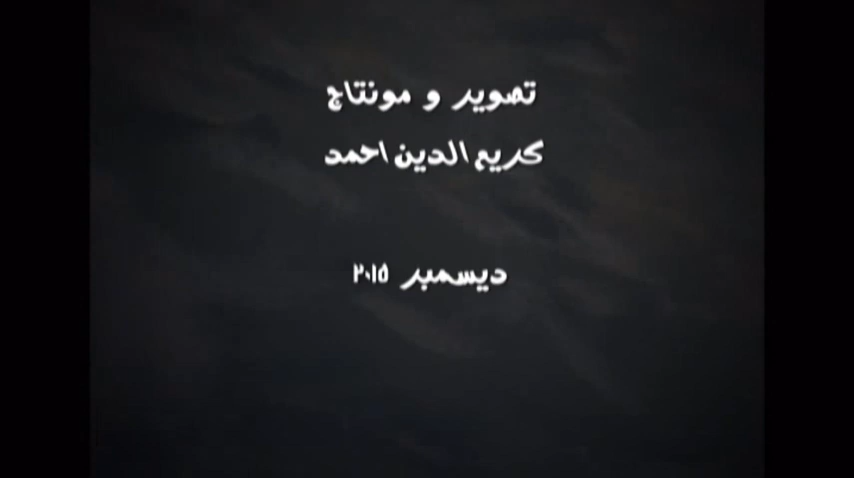 تصوير و مونتاج
كريم الدين احمد
ديسمبر ٢٠١٥